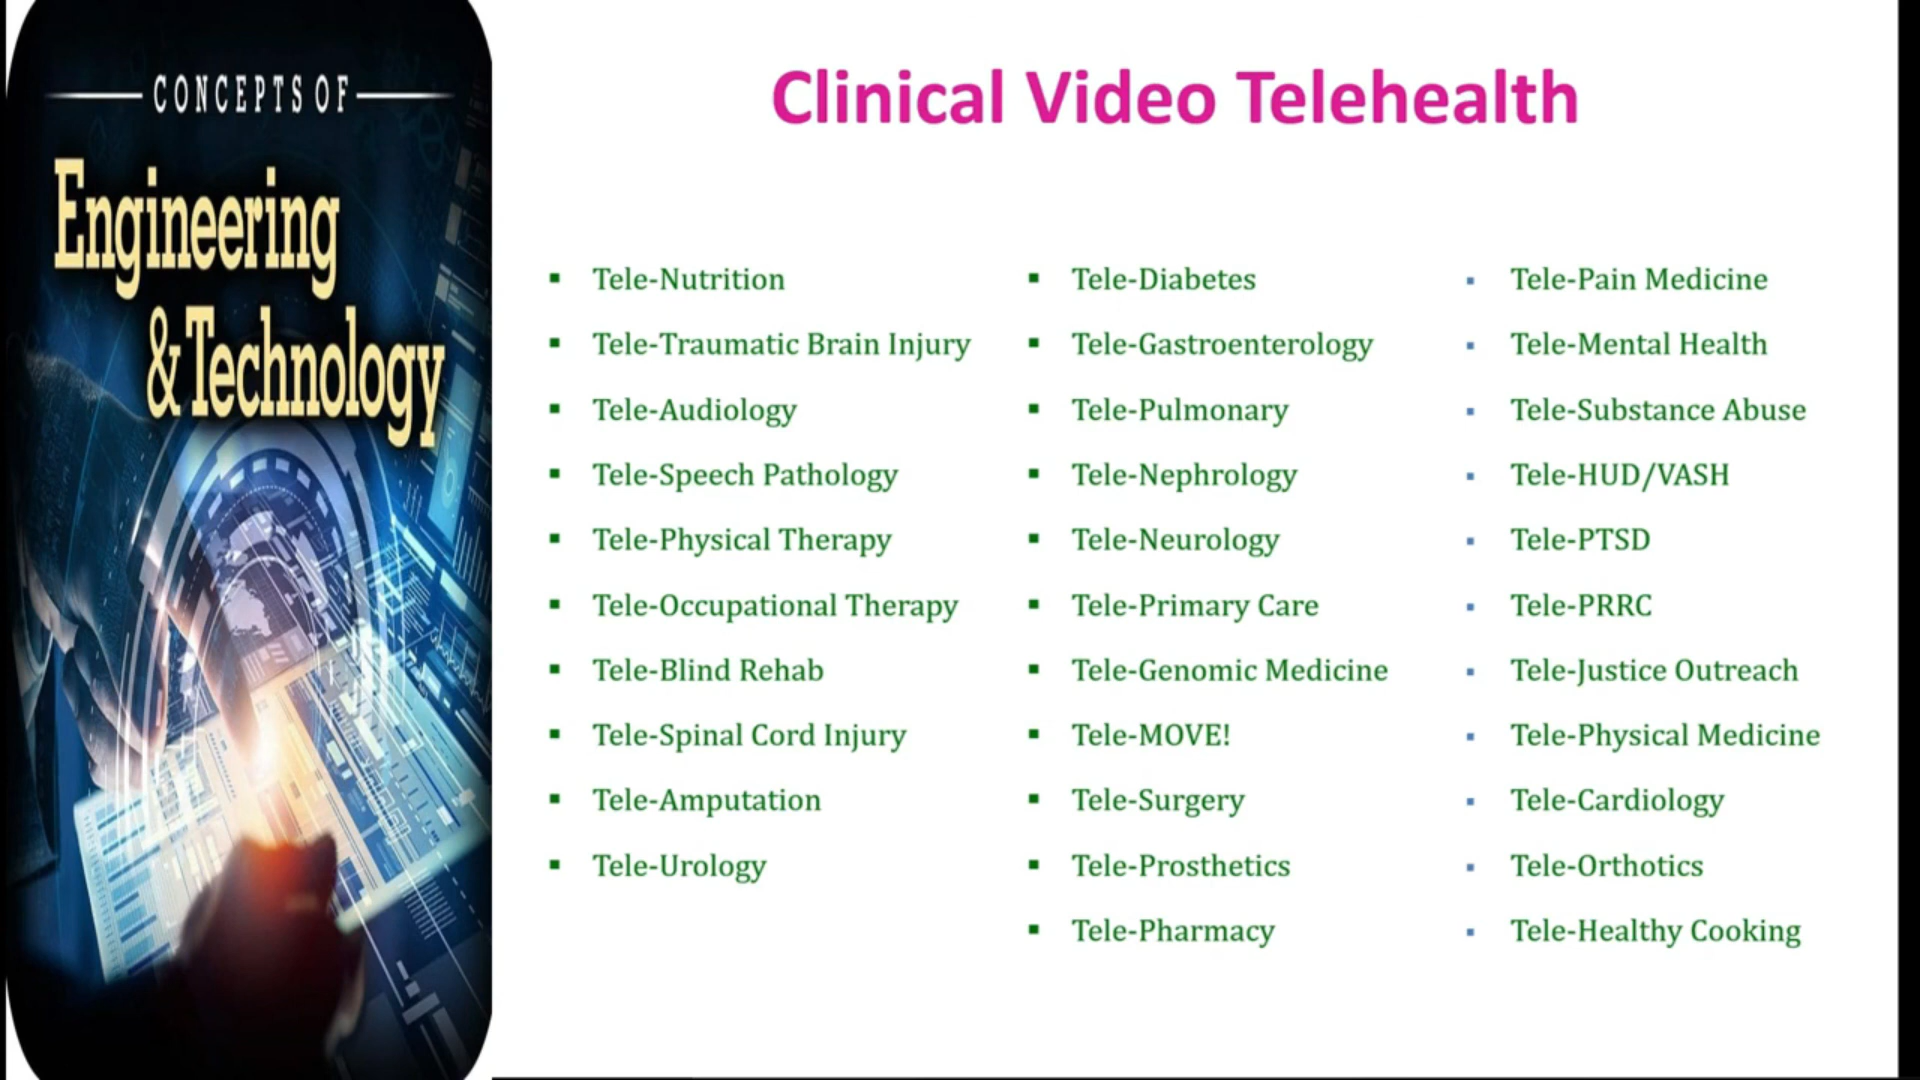 CONCEPTS OF
Engineering
& Technology
Clinical Video Telehealth
Tele-Nutrition
Tele-Traumatic Brain Injury
Tele-Audiology
Tele-Speech Pathology
Tele-Physical Therapy
Tele-Occupational Therapy
Tele-Blind Rehab
Tele-Spinal Cord Injury
Tele-Amputation
Tele-Urology
Tele-Diabetes
Tele-Gastroenterology
Tele-Pulmonary
Tele-Nephrology
Tele-Neurology
Tele-Primary Care
Tele-Genomic Medicine
Tele-MOVE!
Tele-Surgery
Tele-Prosthetics
Tele-Pharmacy
Tele-Pain Medicine
Tele-Mental Health
Tele-Substance Abuse
Tele-HUD/VASH
Tele-PTSD
Tele-PRRC
Tele-Justice Outreach
Tele-Physical Medicine
Tele-Cardiology
Tele-Orthotics
Tele-Healthy Cooking